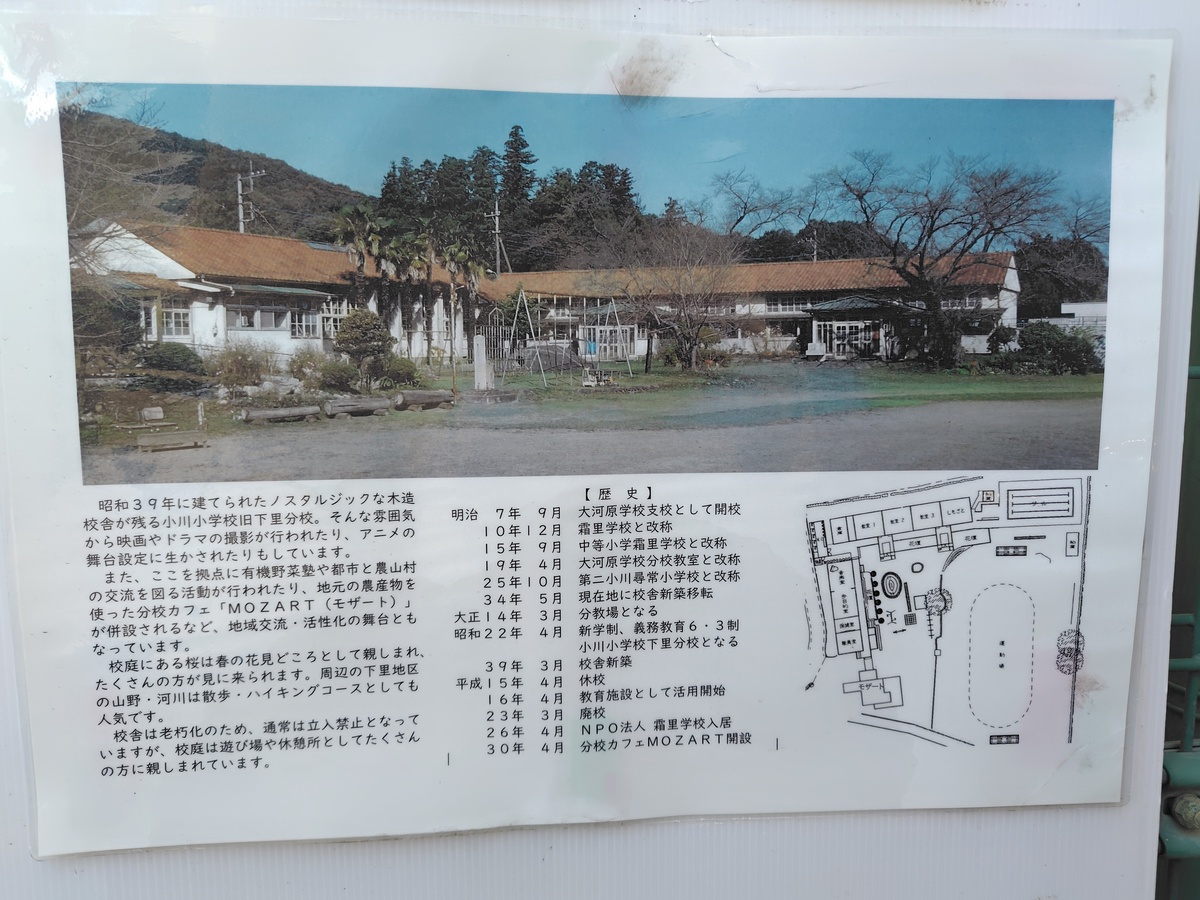 昭和３９年に建てられたノスタルジックな木造
校舎が残る小川小学校旧下里分校。そんな雰囲気
から映画やドラマの撮影が行われたり、アニメの
舞台設定に生かされたりもしています。
また、ここを拠点に有機野菜塾や都市と農山村
の交流を図る活動が行われたり、地元の農産物を
使った分校カフェ「ＭＯＺＡＲＴ（モザート）」
が併設されるなど、地域交流・活性化の舞台とも
なっています。
校庭にある桜は春の花見どころとして親しまれ、
たくさんの方が見に来られます。周辺の下里地区
の山野・河川は散歩・ハイキングコースとしても
人気です。
校舎は老朽化のため、通常は立入禁止となって
いますが、校庭は遊び場や休憩所としてたくさん
の方に親しまれています。
【 歴 史 】
明治 ７年 ９月 大河原学校支校として開校
１０年１２月 霜里学校と改称
１５年 ９月 中等小学霜里学校と改称
１９年 ４月 大河原学校分校教室と改称
２５年１０月 第二小川尋常小学校と改称
３４年 ５月 現在地に校舎新築移転
大正１４年 ３月 分教場となる
昭和２２年 ４月 新学制、義務教育６・３制
小川小学校下里分校となる
３９年 ３月 校舎新築
平成１５年 ４月 休校
１６年 ４月 教育施設として活用開始
２３年 ３月 廃校
２６年 ４月 ＮＰＯ法人 霜里学校入居
３０年 ４月 分校カフェＭＯＺＡＲＴ開設
教室１
教室２
教室３
花壇
花壇
運動場
モザート